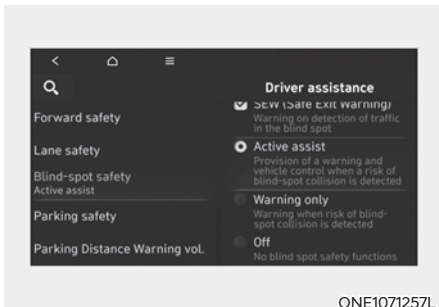 Driver assistance
Forward safety
Lane safety
Blind-spot safety
Active assist
Parking safety
Parking Distance Warning vol.
SEW (Safe Exit Warning)
Warning on detection of traffic
in the blind spot
Active assist
Provision of a warning and
vehicle control when a risk of
blind-spot collision is detected
Warning only
Warning when risk of blind-
spot collision is detected
Off
No blind spot safety functions
ONE1071257L